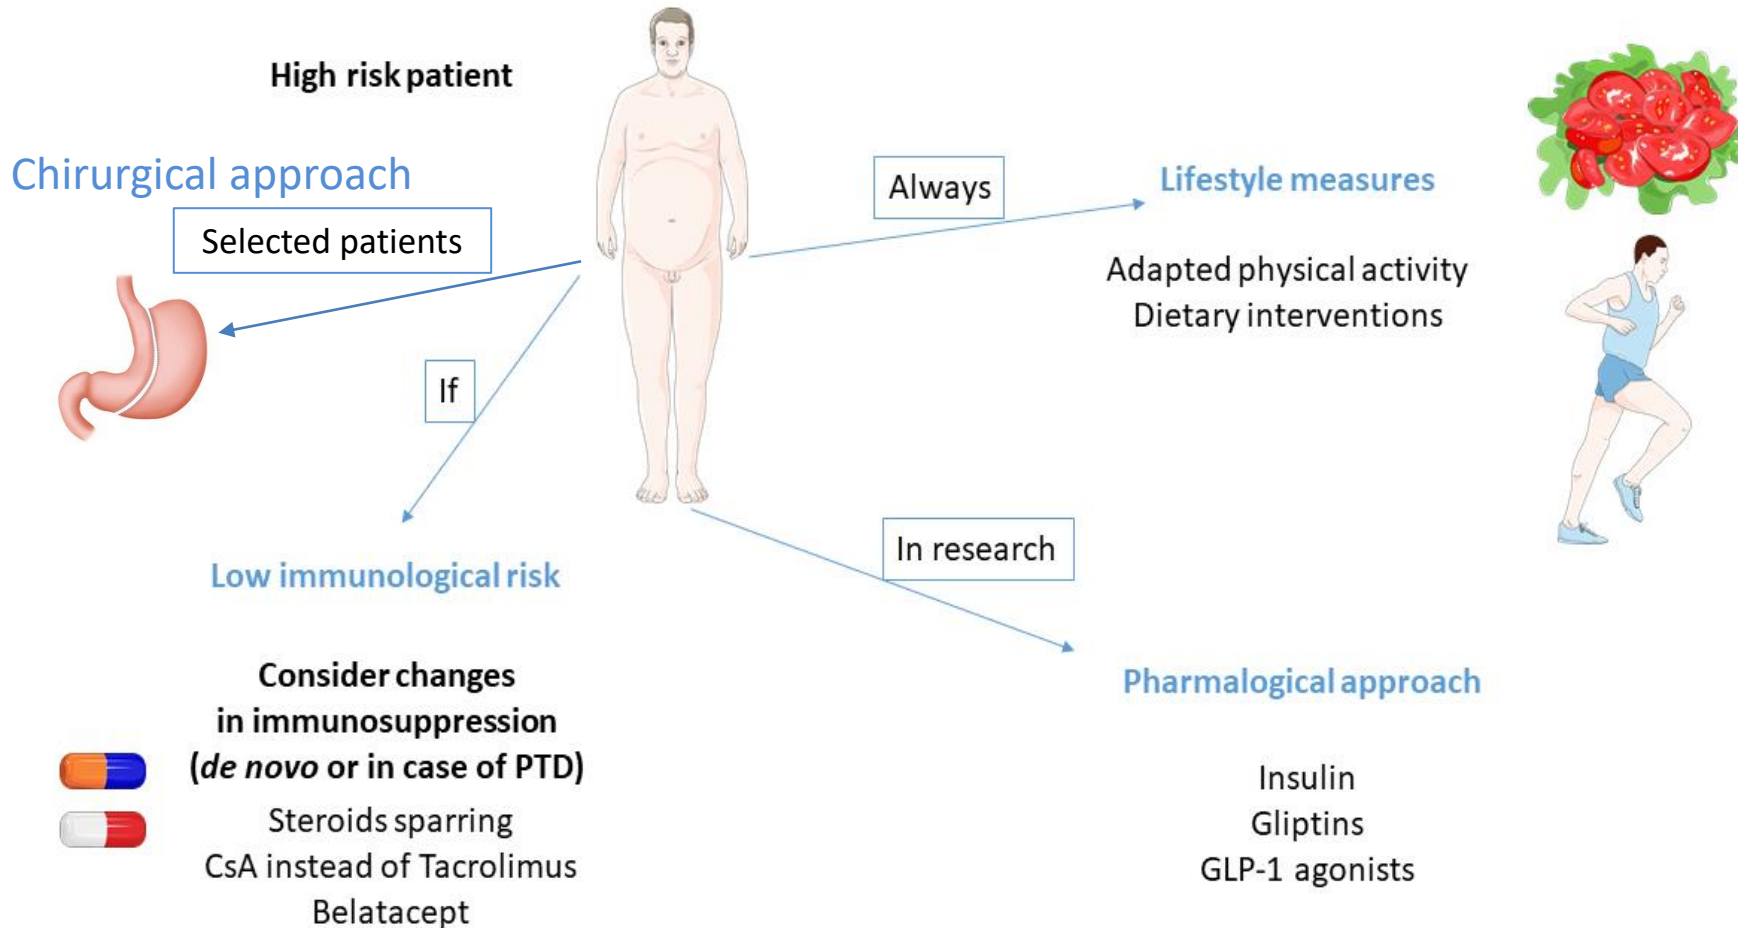 High risk patient
Chirurgical approach
Selected patients
If
Low immunological risk
Consider changes
in immunosuppression
(de novo or in case of PTD)
Steroids sparring
CsA instead of Tacrolimus
Belatacept
Always
Lifestyle measures
Adapted physical activity
Dietary interventions
In research
Pharmalogical approach
Insulin
Gliptins
GLP-1 agonists